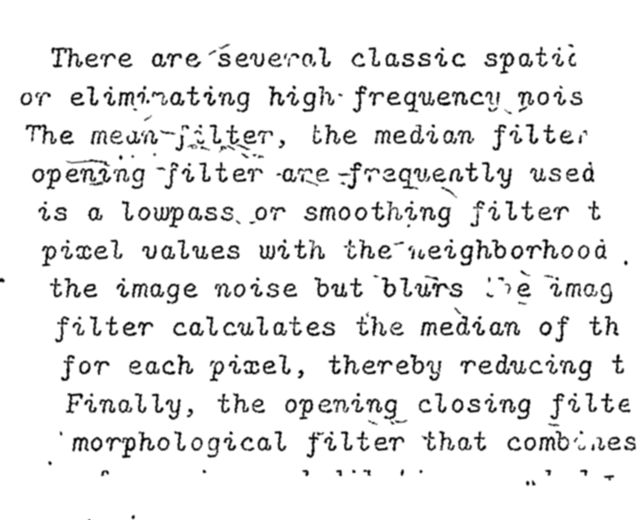 There are several classic spatic
or eliminating high frequency nois
The mean filter, the median filter
opening filter are frequently used
is a lowpass or smoothing filter t
pixel values with the neighborhood
the image noise but blurs the imag
filter calculates the median of th
for each pixel, thereby reducing t
Finally, the opening closing filte
morphological filter that combines